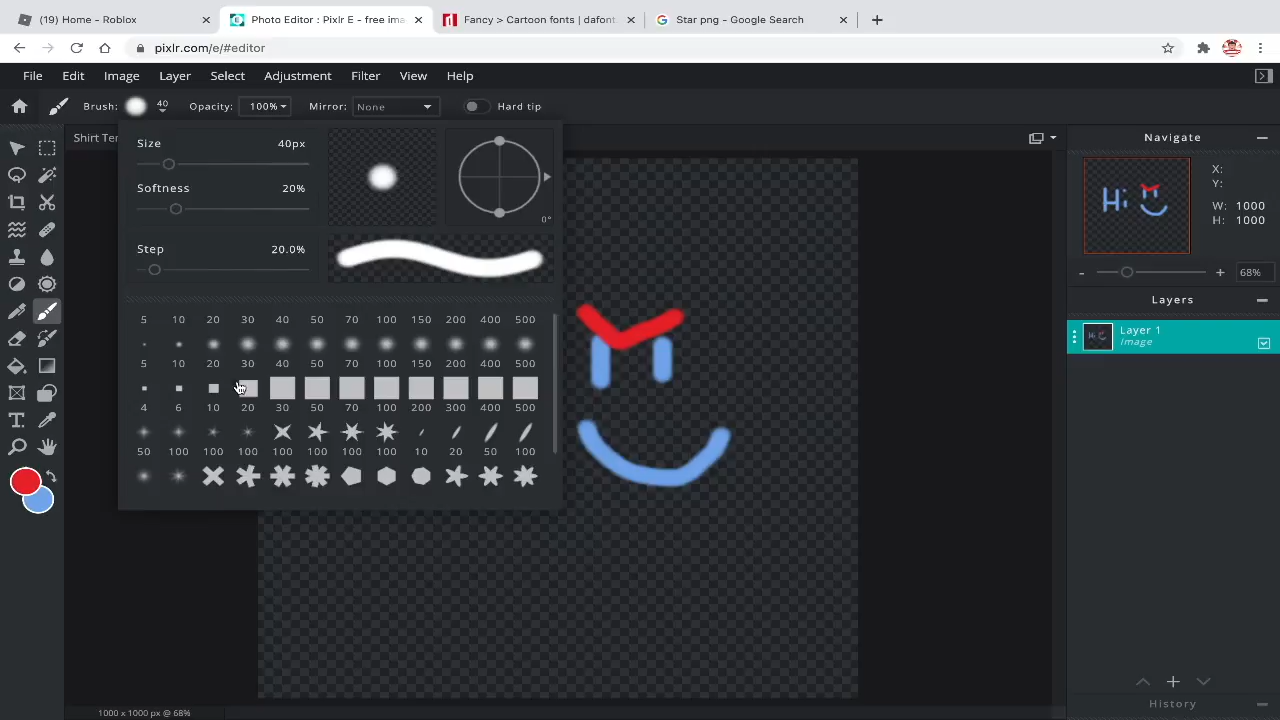 (19) Home - Roblox
Photo Editor : Pixlr E - free ima
Fancy > Cartoon fonts | dafont.
Star png - Google Search
pixlr.com/e/#editor
File Edit Image Layer Select Adjustment Filter View Help
Brush: 40 Opacity: 100% Mirror: None Hard tip
Shirt Tem
Size 40px
Softness 20%
0°
Step 20.0%
5 10 20 30 40 50 70 100 150 200 400 500
5 10 20 30 40 50 70 100 150 200 400 500
4 6 10 20 30 50 70 100 200 300 400 500
50 100 100 100 100 100 100 100 10 20 50 100
Navigate
Hi
X:
Y:
W: 1000
H: 1000
- + 68%
Layers
Layer 1
Image
History
1000 x 1000 px @ 68%